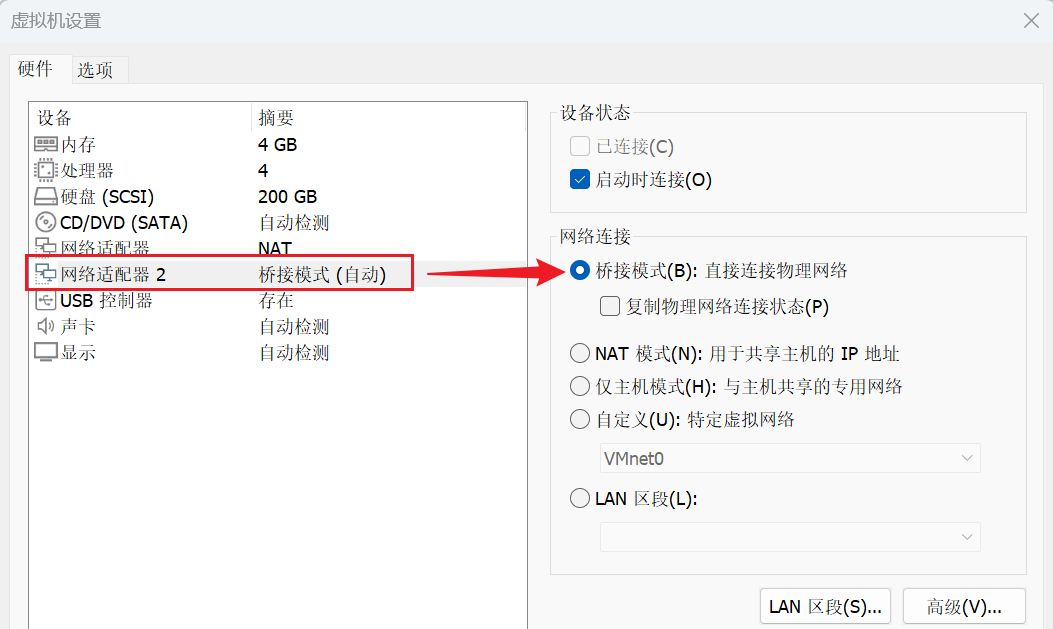 虚拟机设置
硬件 选项
设备 摘要
内存 4 GB
处理器 4
硬盘 (SCSI) 200 GB
CD/DVD (SATA) 自动检测
网络适配器 NAT
网络适配器 2 桥接模式 (自动)
USB 控制器 存在
声卡 自动检测
显示 自动检测
设备状态
已连接(C)
启动时连接(O)
网络连接
桥接模式(B): 直接连接物理网络
复制物理网络连接状态(P)
NAT 模式(N): 用于共享主机的 IP 地址
仅主机模式(H): 与主机共享的专用网络
自定义(U): 特定虚拟网络
VMnet0
LAN 区段(L):
LAN 区段(S)... 高级(V)...